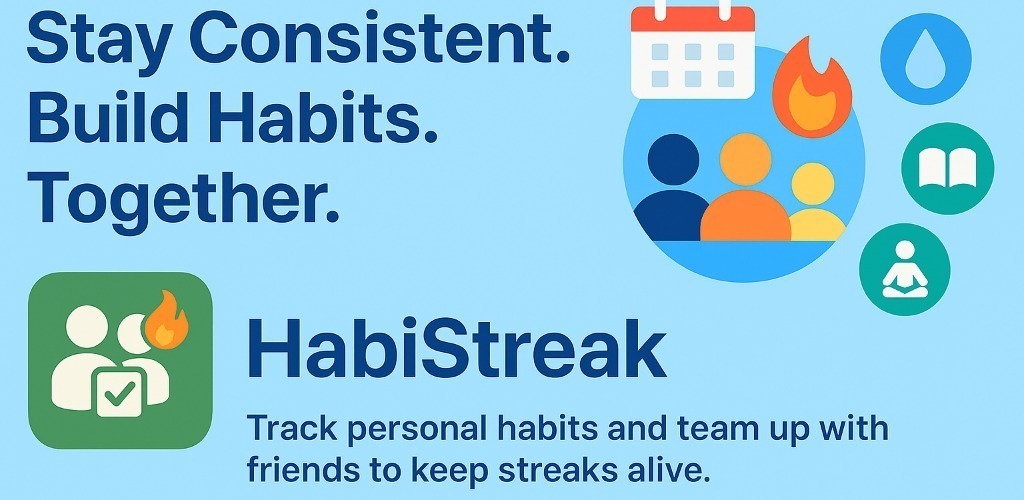 Stay Consistent.
Build Habits.
Together.
HabiStreak
Track personal habits and team up with
friends to keep streaks alive.